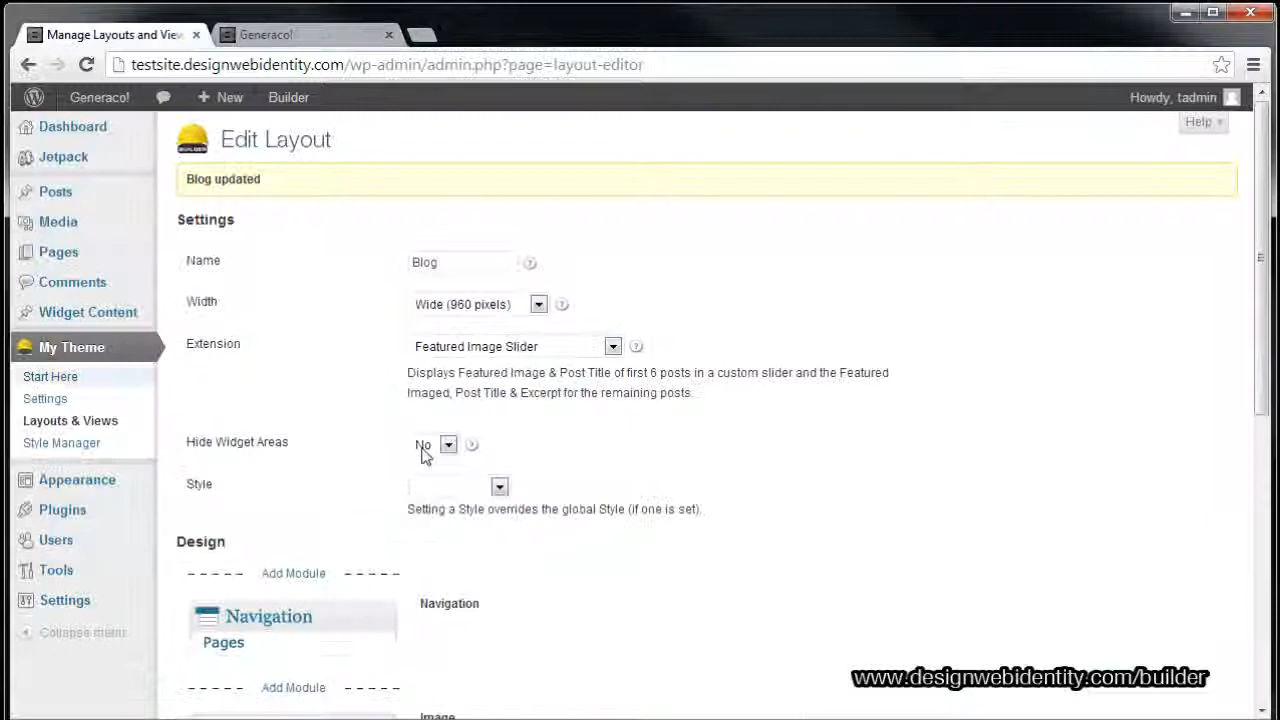 Manage Layouts and View
Generaco!
testsite.designwebidentity.com/wp-admin/admin.php?page=layout-editor
Generaco!
New
Builder
Howdy, tadmin
Help
Dashboard
Jetpack
Posts
Media
Pages
Comments
Widget Content
My Theme
Start Here
Settings
Layouts & Views
Style Manager
Appearance
Plugins
Users
Tools
Settings
Collapse menu
BUILDER
Edit Layout
Blog updated
Settings
Name
Blog
Width
Wide (960 pixels)
Extension
Featured Image Slider
Displays Featured Image & Post Title of first 6 posts in a custom slider and the Featured
Imaged, Post Title & Excerpt for the remaining posts.
Hide Widget Areas
No
Style
Setting a Style overrides the global Style (if one is set).
Design
Add Module
Navigation
Pages
Navigation
Add Module
Image
www.designwebidentity.com/builder